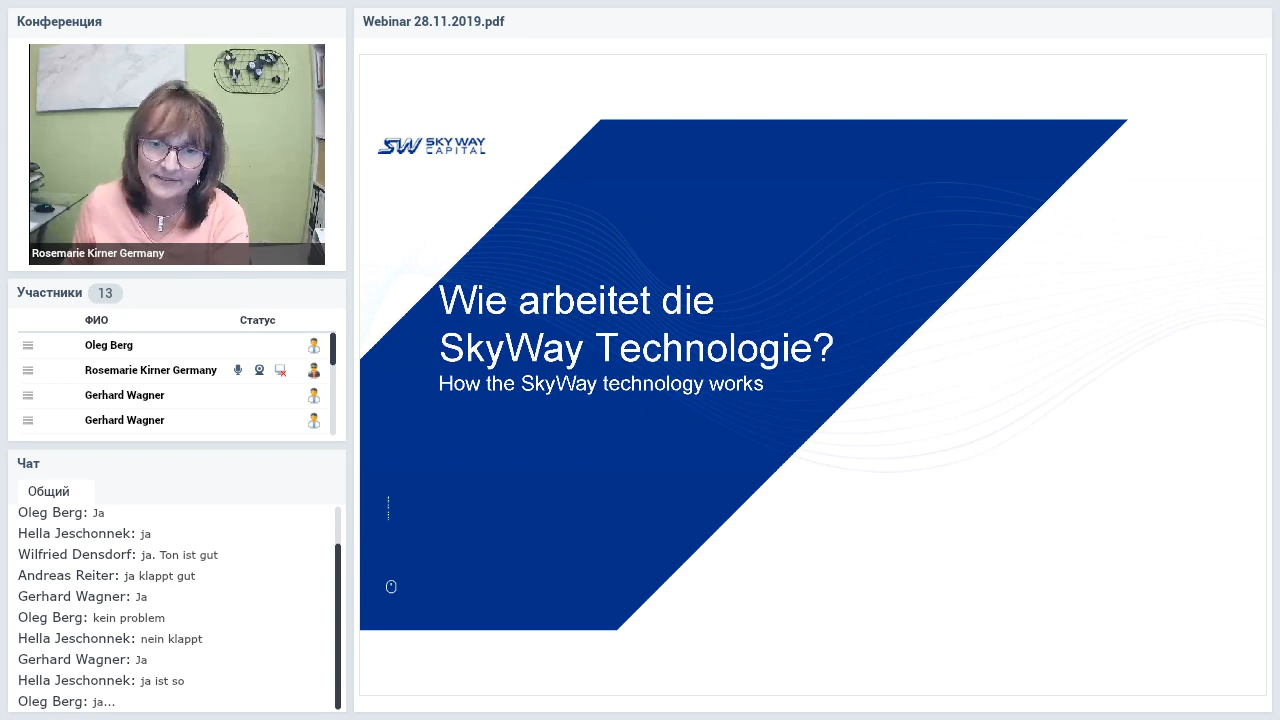 Конференция
Rosemarie Kirner Germany
Участники 13
ФИО Статус
Oleg Berg
Rosemarie Kirner Germany
Gerhard Wagner
Gerhard Wagner
Чат
Общий
Oleg Berg: Ja
Hella Jeschonnek: ja
Wilfried Densdorf: ja. Ton ist gut
Andreas Reiter: ja klappt gut
Gerhard Wagner: Ja
Oleg Berg: kein problem
Hella Jeschonnek: nein klappt
Gerhard Wagner: Ja
Hella Jeschonnek: ja ist so
Oleg Berg: ja...
Webinar 28.11.2019.pdf
SW SKY WAY
CAPITAL
Wie arbeitet die
SkyWay Technologie?
How the SkyWay technology works